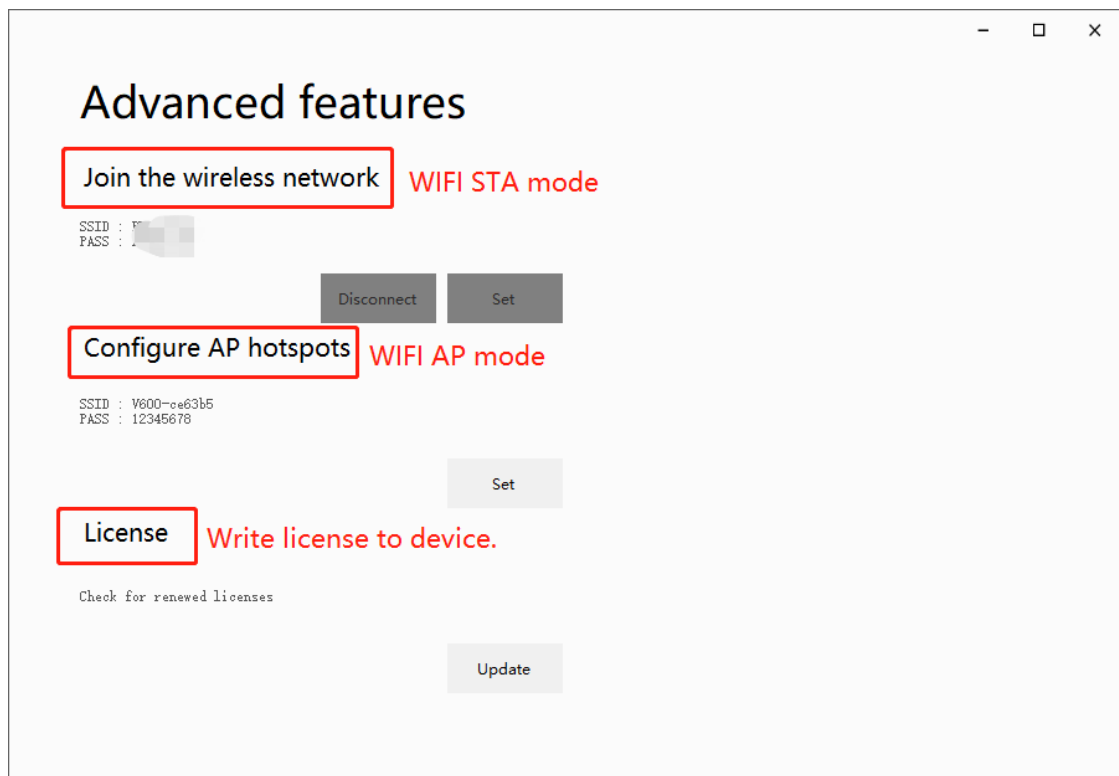 Advanced features
Join the wireless network WIFI STA mode
SSID :
PASS :
Disconnect Set
Configure AP hotspots WIFI AP mode
SSID : V600-ce63b5
PASS : 12345678
Set
License Write license to device.
Check for renewed licenses
Update